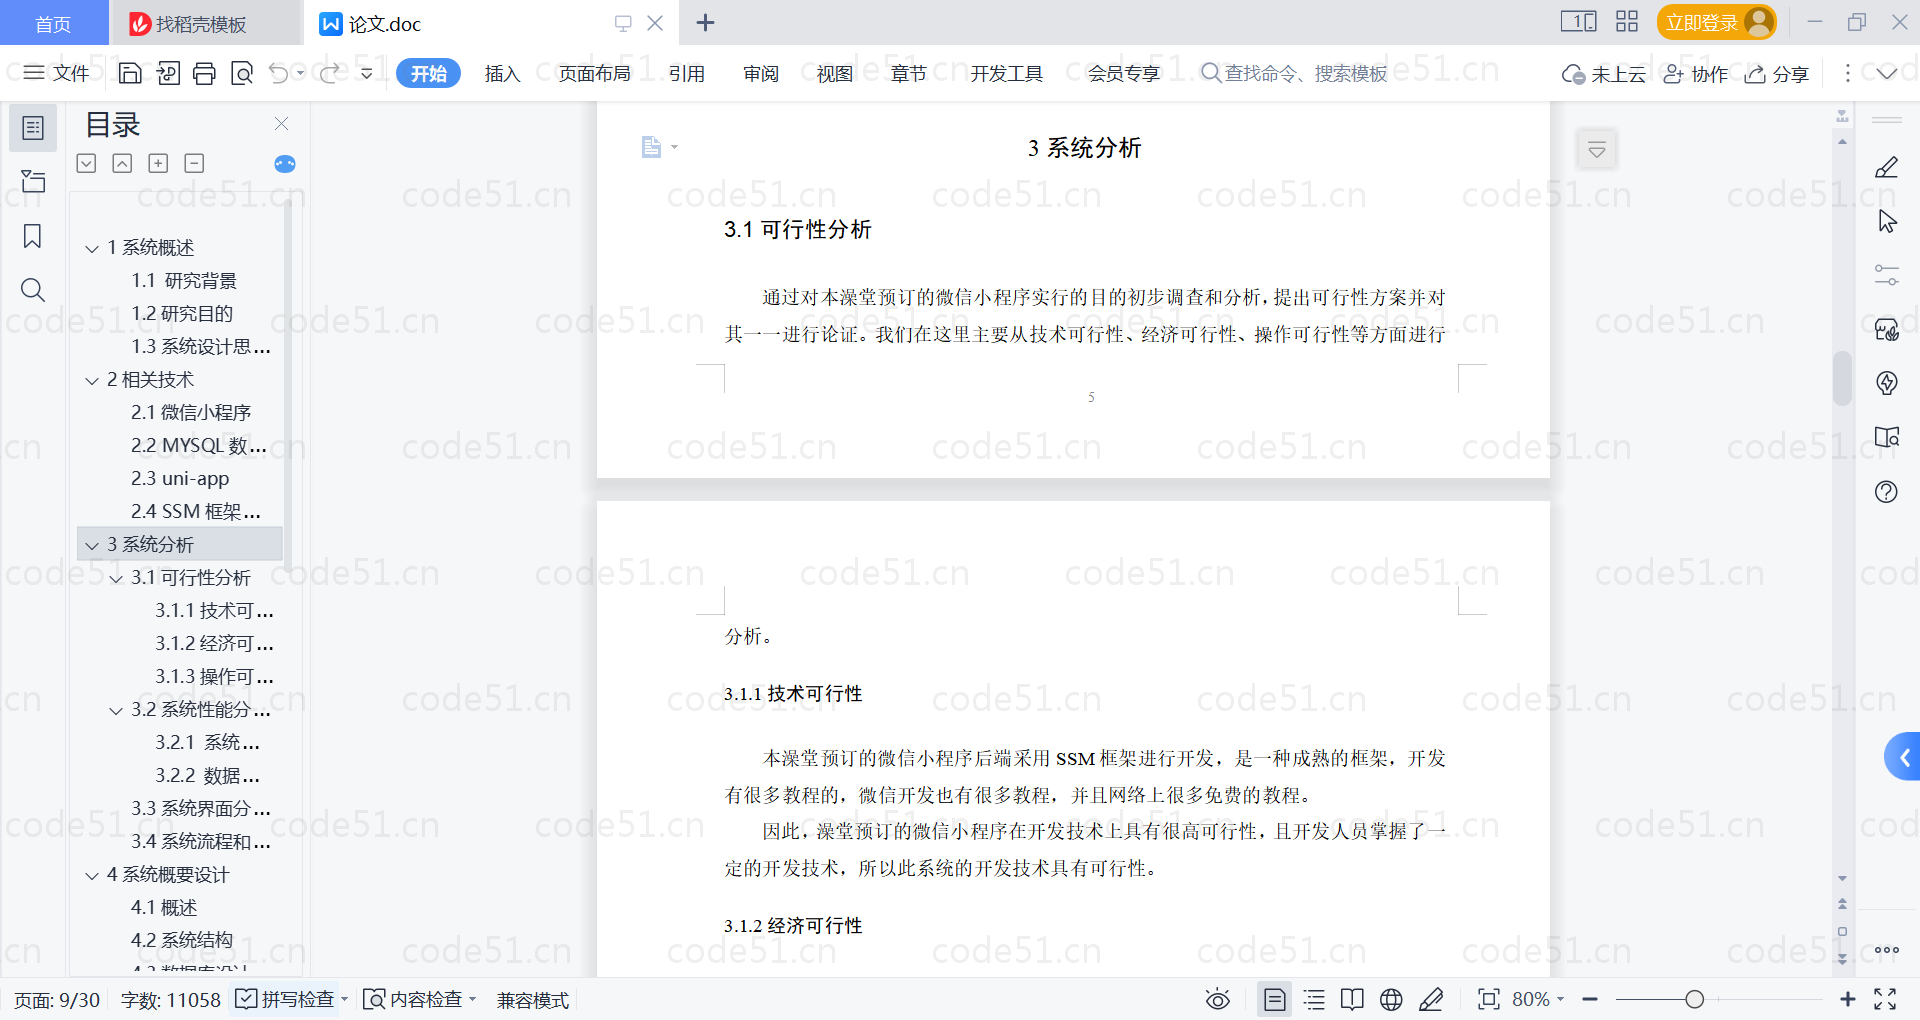 首页
找稻壳模板
论文.doc
1
立即登录
文件
开始
插入
页面布局
引用
审阅
视图
章节
开发工具
会员专享
查找命令、搜索模板
未上云
协作
分享
目录
1 系统概述
1.1 研究背景
1.2 研究目的
1.3 系统设计思...
2 相关技术
2.1 微信小程序
2.2 MYSQL 数...
2.3 uni-app
2.4 SSM 框架...
3 系统分析
3.1 可行性分析
3.1.1 技术可...
3.1.2 经济可...
3.1.3 操作可...
3.2 系统性能分...
3.2.1 系统...
3.2.2 数据...
3.3 系统界面分...
3.4 系统流程和...
4 系统概要设计
4.1 概述
4.2 系统结构
4.3 数据库设计
3 系统分析
3.1 可行性分析
通过对本澡堂预订的微信小程序实行的目的初步调查和分析，提出可行性方案并对
其一一进行论证。我们在这里主要从技术可行性、经济可行性、操作可行性等方面进行
5
分析。
3.1.1 技术可行性
本澡堂预订的微信小程序后端采用 SSM 框架进行开发，是一种成熟的框架，开发
有很多教程的，微信开发也有很多教程，并且网络上很多免费的教程。
因此，澡堂预订的微信小程序在开发技术上具有很高可行性，且开发人员掌握了一
定的开发技术，所以此系统的开发技术具有可行性。
3.1.2 经济可行性
页面: 9/30
字数: 11058
拼写检查
内容检查
兼容模式
80%
code51.cn